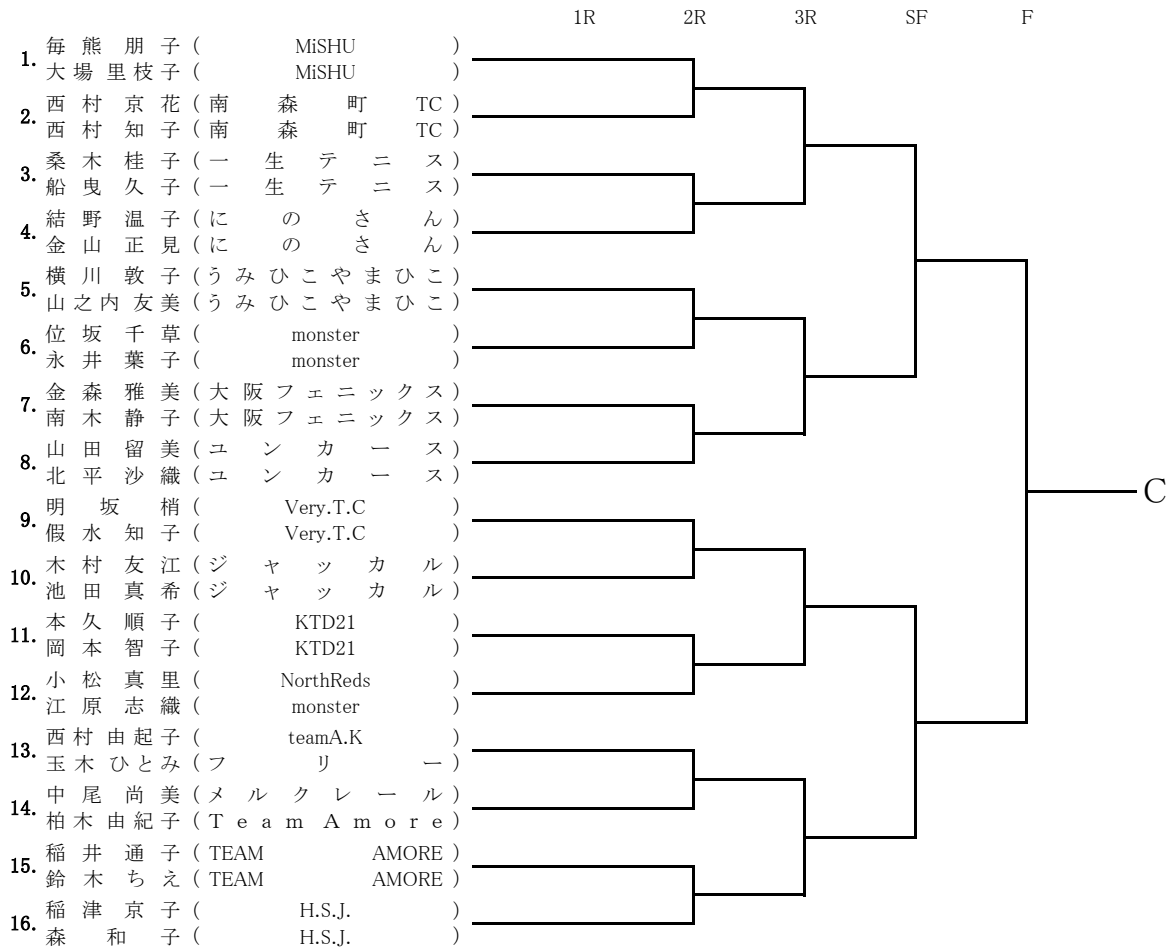 1R 2R 3R SF F
1. 毎熊 朋子 ( MiSHU )
大場 里枝子 ( MiSHU )
2. 西村 京花 ( 南森町TC )
西村 知子 ( 南森町TC )
3. 桑木 桂子 ( 一生テニス )
船曳 久子 ( 一生テニス )
4. 結野 温子 ( にのさん )
金山 正見 ( にのさん )
5. 横川 敦子 ( うみひこやまひこ )
山之内 友美 ( うみひこやまひこ )
6. 位坂 千草 ( monster )
永井 葉子 ( monster )
7. 金森 雅美 ( 大阪フェニックス )
南木 静子 ( 大阪フェニックス )
8. 山田 留美 ( ユンカース )
北平 沙織 ( ユンカース )
C
9. 明坂 梢 ( Very.T.C )
假水 知子 ( Very.T.C )
10. 木村 友江 ( ジャッカル )
池田 真希 ( ジャッカル )
11. 本久 順子 ( KTD21 )
岡本 智子 ( KTD21 )
12. 小松 真里 ( NorthReds )
江原 志織 ( monster )
13. 西村 由起子 ( teamA.K )
玉木 ひとみ ( フリー )
14. 中尾 尚美 ( メルクレール )
柏木 由紀子 ( Team Amore )
15. 稲井 通子 ( TEAM AMORE )
鈴木 ちえ ( TEAM AMORE )
16. 稲津 京子 ( H.S.J. )
森 和子 ( H.S.J. )